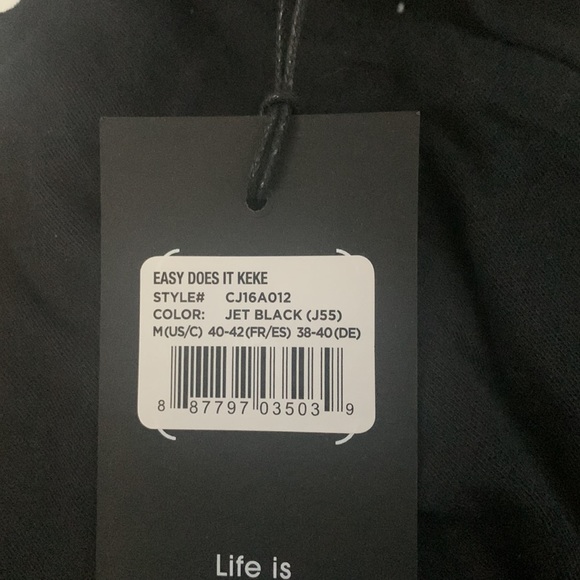 EASY DOES IT KEKE
STYLE# CJ16A012
COLOR: JET BLACK (J55)
M(US/C) 40-42(FR/ES) 38-40(DE)
8 87797 03503 9
Life is